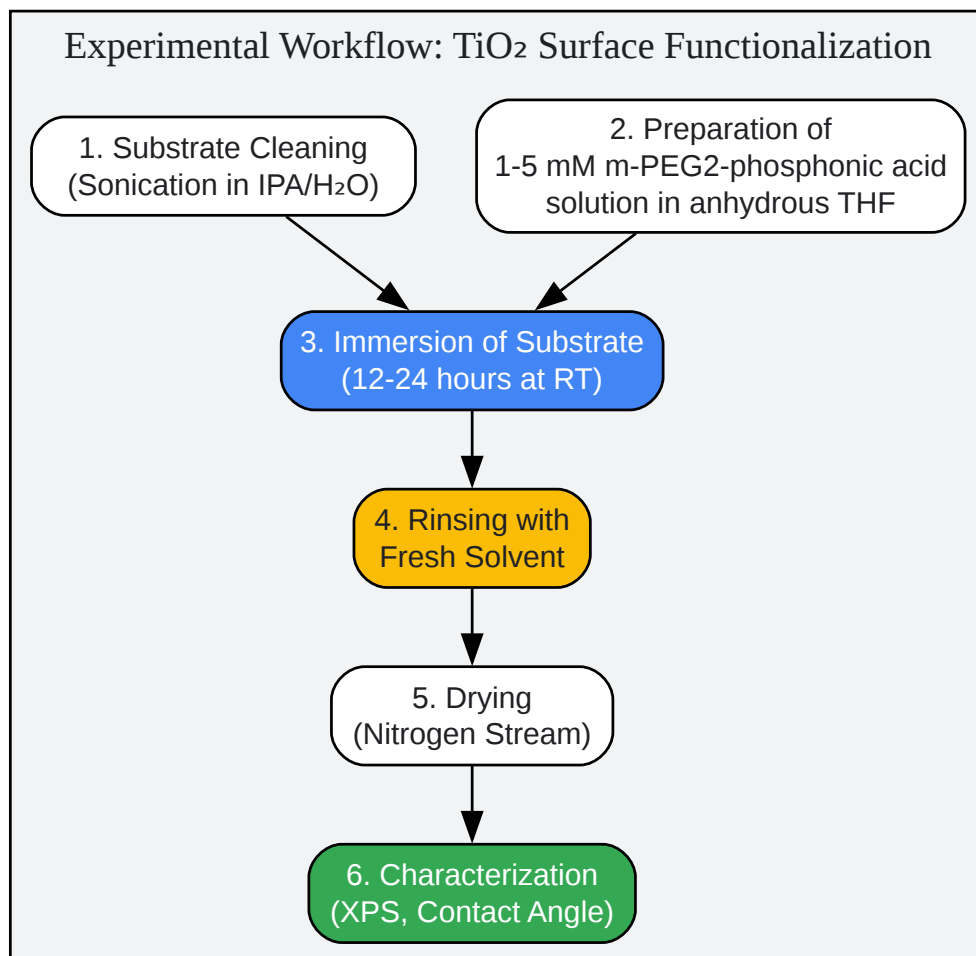 Experimental Workflow: TiO₂ Surface Functionalization
1. Substrate Cleaning
(Sonication in IPA/H₂O)
2. Preparation of
1-5 mM m-PEG2-phosphonic acid
solution in anhydrous THF
3. Immersion of Substrate
(12-24 hours at RT)
4. Rinsing with
Fresh Solvent
5. Drying
(Nitrogen Stream)
6. Characterization
(XPS, Contact Angle)